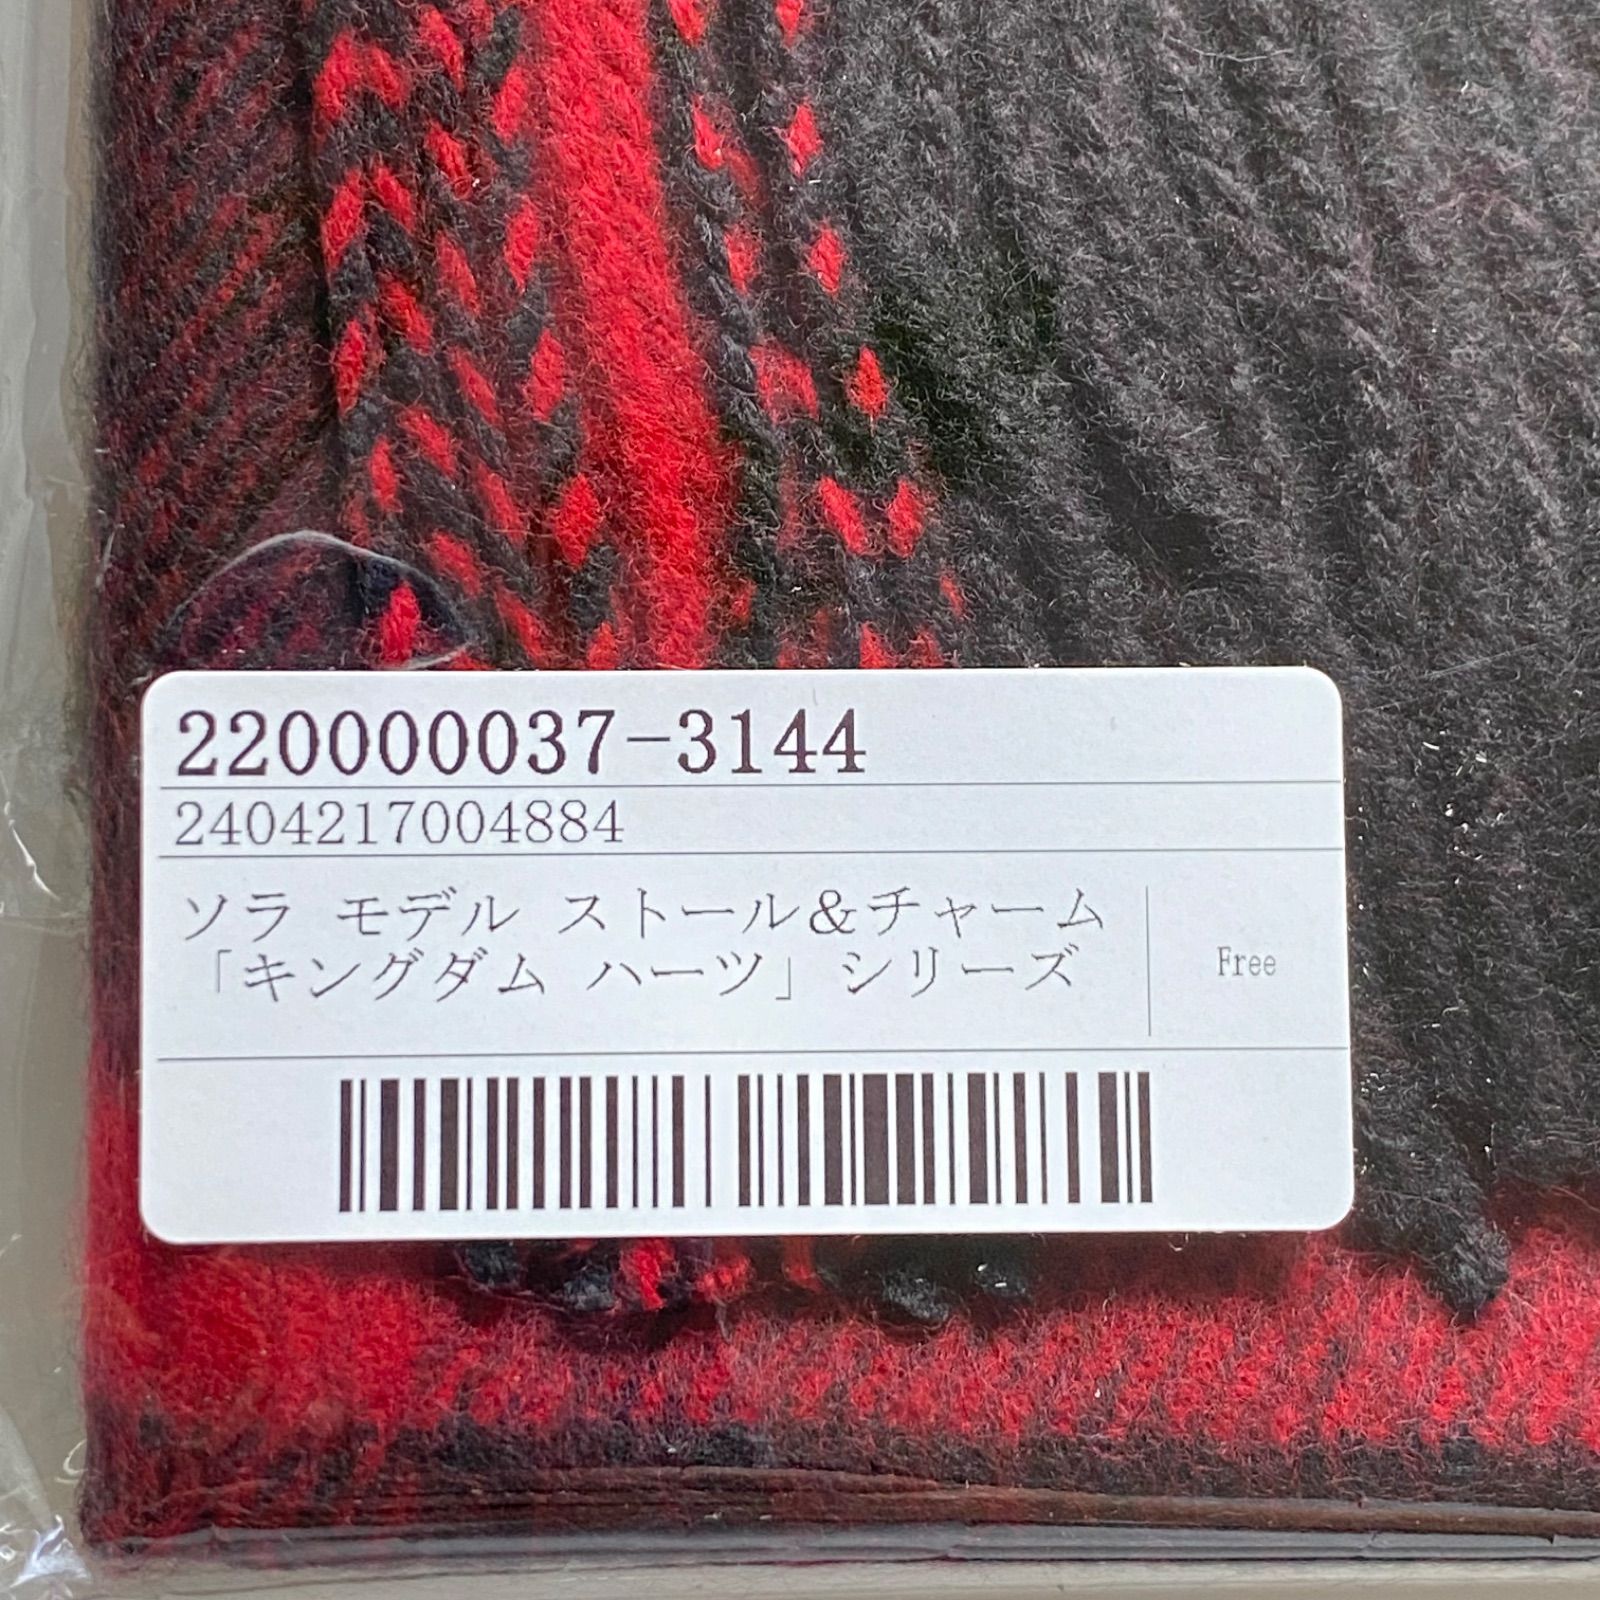 220000037-3144
2404217004884
ソラ モデル ストール&チャーム
「キングダム ハーツ」シリーズ
Free